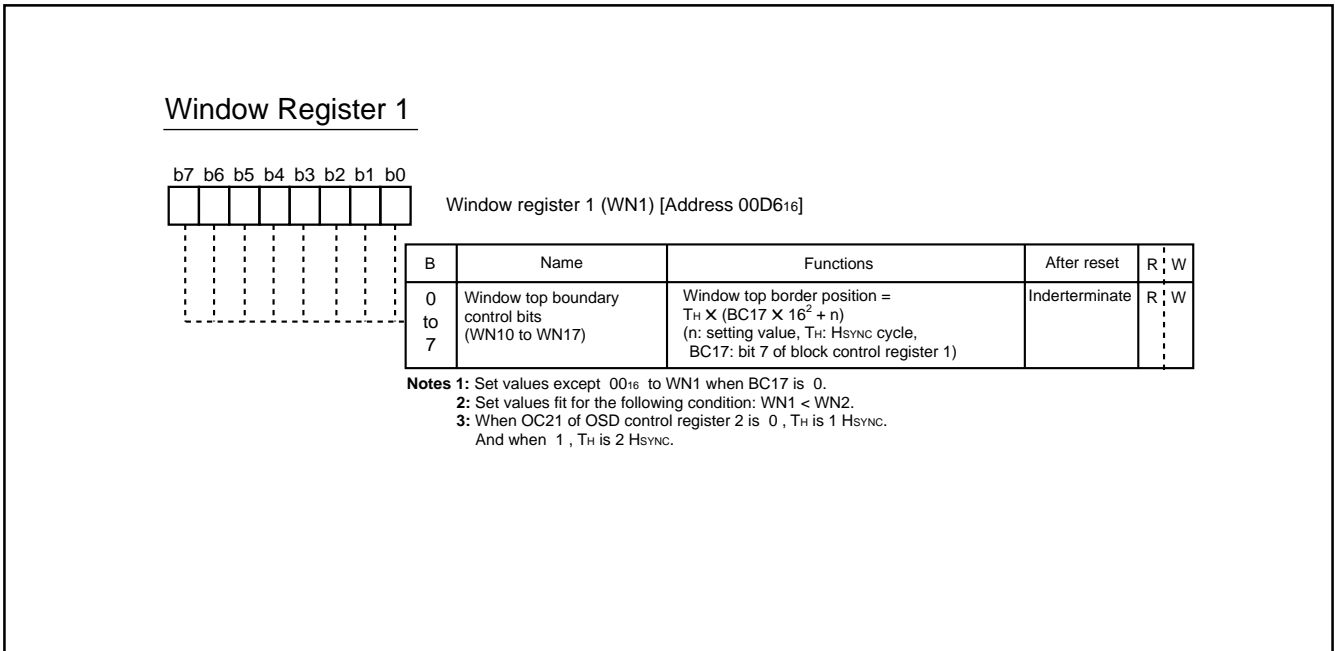 Window Register 1
b7 b6 b5 b4 b3 b2 b1 b0
Window register 1 (WN1) [Address 00D616]
B Name Functions After reset R W
0 to 7
Window top boundary
control bits
(WN10 to WN17)
Window top border position =
TH X (BC17 X 16² + n)
(n: setting value, TH: HSYNC cycle,
BC17: bit 7 of block control register 1)
Inderterminate R W
Notes 1: Set values except 0016 to WN1 when BC17 is 0.
2: Set values fit for the following condition: WN1 < WN2.
3: When OC21 of OSD control register 2 is 0 , TH is 1 HSYNC.
And when 1 , TH is 2 HSYNC.